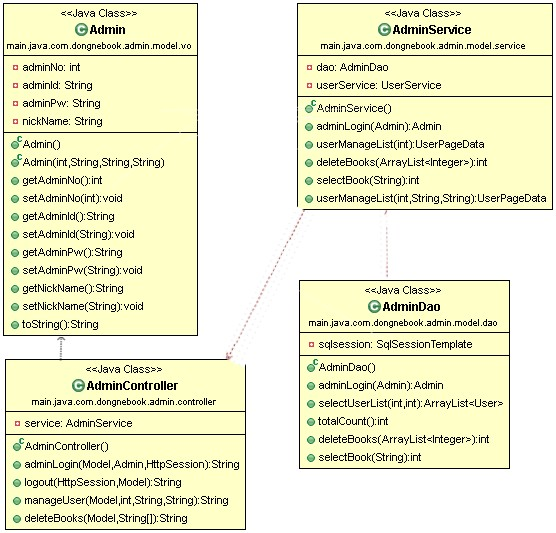 <<Java Class>>
Admin
main.java.com.dongnebook.admin.model.vo
adminNo: int
adminId: String
adminPw: String
nickName: String
Admin()
Admin(int,String,String,String)
getAdminNo():int
setAdminNo(int):void
getAdminId():String
setAdminId(String):void
getAdminPw():String
setAdminPw(String):void
getNickName():String
setNickName(String):void
toString():String
<<Java Class>>
AdminService
main.java.com.dongnebook.admin.model.service
dao: AdminDao
userService: UserService
AdminService()
adminLogin(Admin):Admin
userManageList(int):UserPageData
deleteBooks(ArrayList<Integer>):int
selectBook(String):int
userManageList(int,String,String):UserPageData
<<Java Class>>
AdminController
main.java.com.dongnebook.admin.controller
service: AdminService
AdminController()
adminLogin(Model,Admin,HttpSession):String
logout(HttpSession,Model):String
manageUser(Model,int,String,String):String
deleteBooks(Model,String[]):String
<<Java Class>>
AdminDao
main.java.com.dongnebook.admin.model.dao
sqlsession: SqlSessionTemplate
AdminDao()
adminLogin(Admin):Admin
selectUserList(int,int):ArrayList<User>
totalCount():int
deleteBooks(ArrayList<Integer>):int
selectBook(String):int